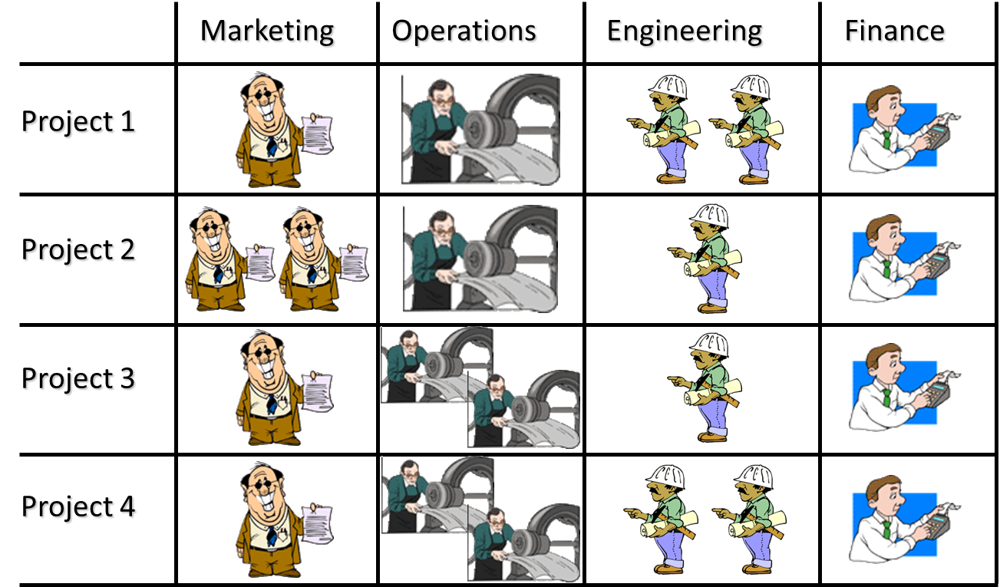 Marketing Operations Engineering Finance
Project 1
Project 2
Project 3
Project 4